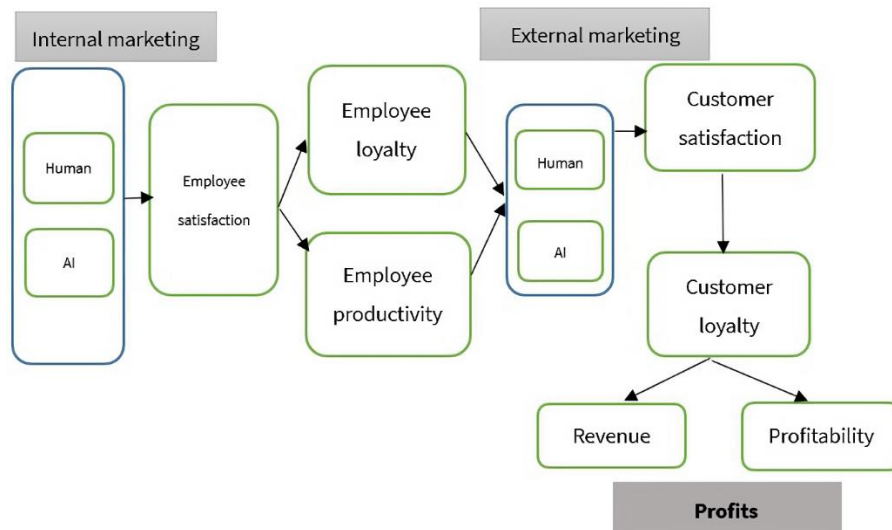 Internal marketing
External marketing
Human
AI
Employee
satisfaction
Employee
loyalty
Employee
productivity
Human
AI
Customer
satisfaction
Customer
loyalty
Revenue
Profitability
Profits